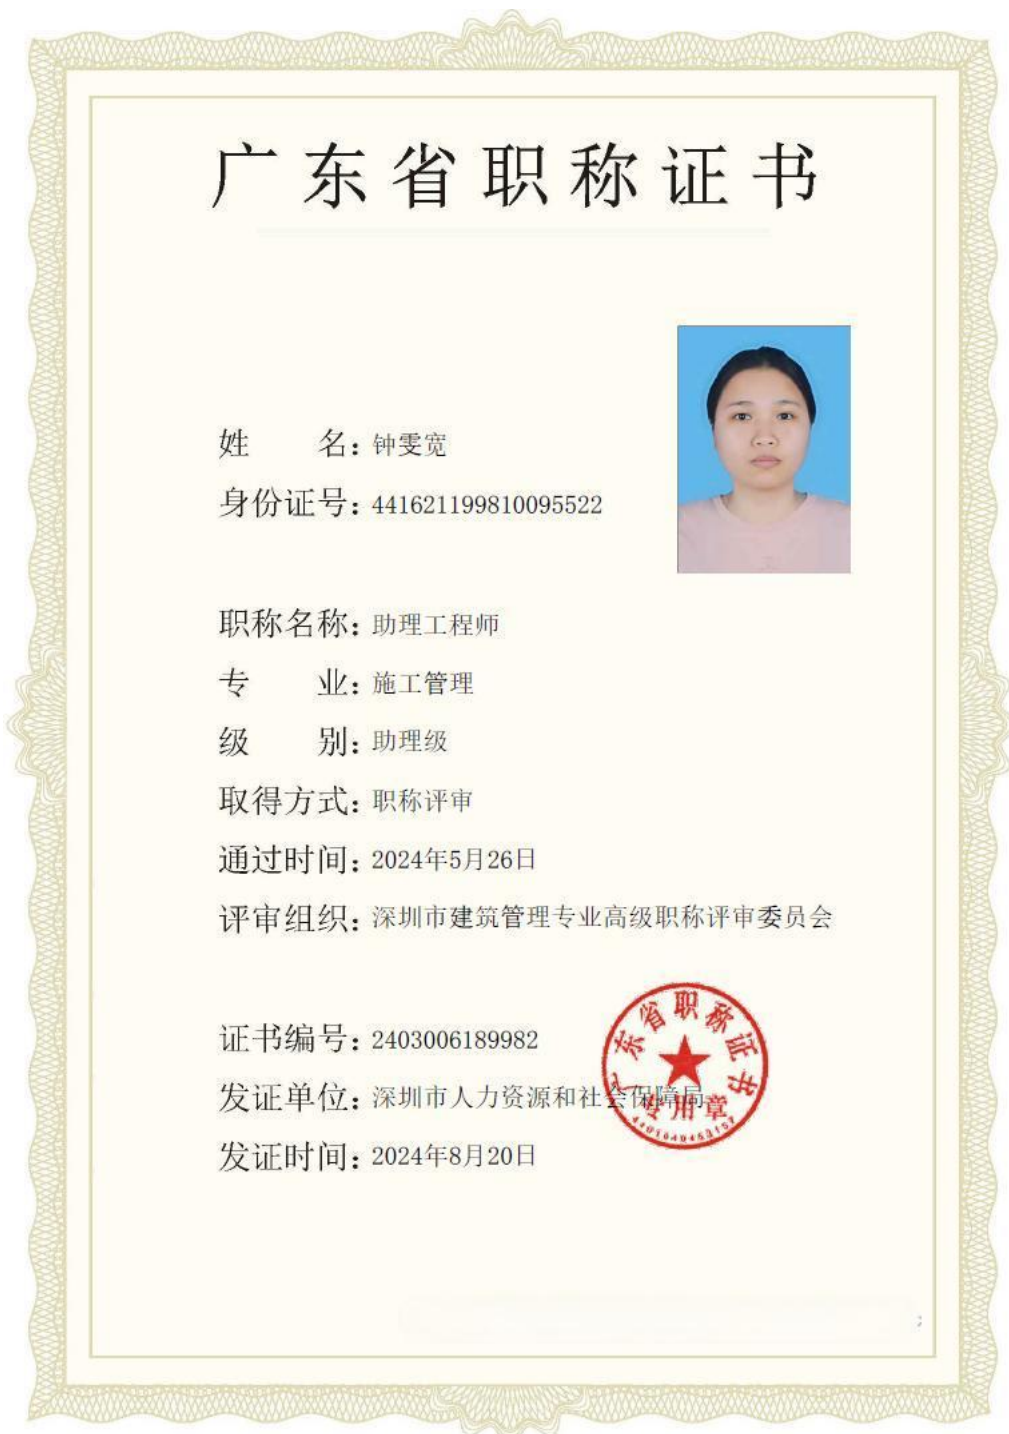 广东省职称证书
姓 名：钟雯宽
身份证号：441621199810095522
职称名称：助理工程师
专 业：施工管理
级 别：助理级
取得方式：职称评审
通过时间：2024年5月26日
评审组织：深圳市建筑管理专业高级职称评审委员会
证书编号：2403006189982
发证单位：深圳市人力资源和社会保障局
发证时间：2024年8月20日
广东省职称证书
专用章